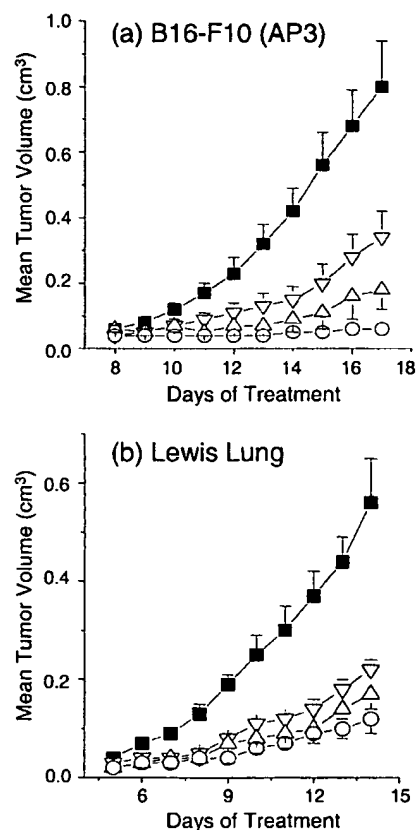 (a) B16-F10 (AP3)
1.0
0.8
0.6
0.4
0.2
0.0
Mean Tumor Volume (cm³)
8 10 12 14 16 18
Days of Treatment
(b) Lewis Lung
0.6
0.4
0.2
0.0
Mean Tumor Volume (cm³)
6 9 12 15
Days of Treatment